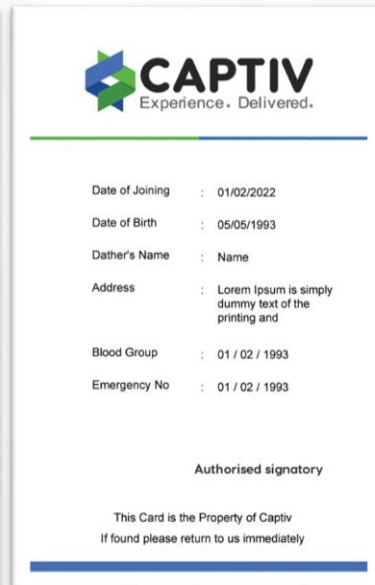 CAPTIV
Experience. Delivered.
Date of Joining : 01/02/2022
Date of Birth : 05/05/1993
Dather's Name : Name
Address : Lorem Ipsum is simply
dummy text of the
printing and
Blood Group : 01 / 02 / 1993
Emergency No : 01 / 02 / 1993
Authorised signatory
This Card is the Property of Captiv
If found please return to us immediately